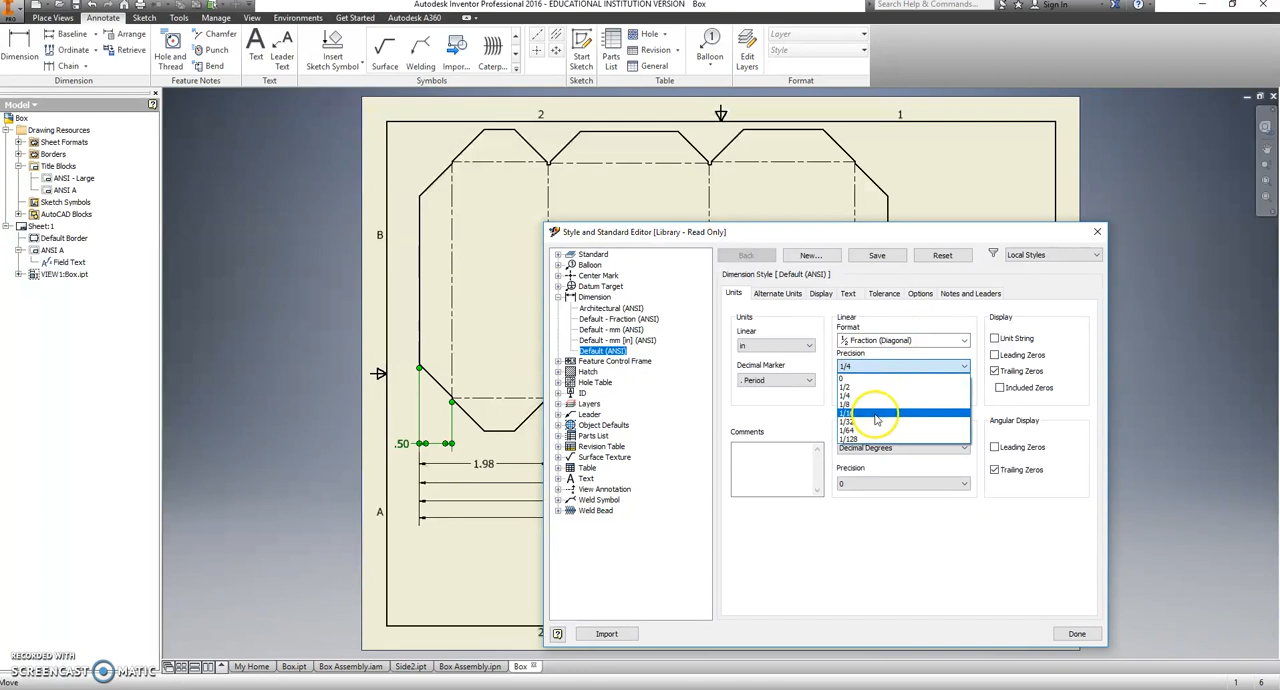 Autodesk Inventor Professional 2016 - EDUCATIONAL INSTITUTION VERSION Box
Search Help & Commands...
Sign In
PRO
Place Views Annotate Sketch Tools Manage View Environments Get Started Autodesk A360
Dimension
Baseline
Ordinate
Chain
Arrange
Retrieve
Dimension
Hole and Thread
Chamfer
Punch
Bend
Feature Notes
Text
Leader Text
Text
Insert Sketch Symbol
Surface
Welding
Impor...
Caterp...
Symbols
Start Sketch
Sketch
Parts List
Hole
Revision
General
Table
Balloon
Edit Layers
Layer
Style
Format
Model
Box
Drawing Resources
Sheet Formats
Borders
Title Blocks
ANSI - Large
ANSI A
Sketch Symbols
AutoCAD Blocks
Sheet:1
Default Border
ANSI A
Field Text
VIEW1:Box.ipt
2
1
B
A
2
.50
1.98
Style and Standard Editor [Library - Read Only]
Standard
Balloon
Center Mark
Datum Target
Dimension
Architectural (ANSI)
Default - Fraction (ANSI)
Default - mm (ANSI)
Default - mm [in] (ANSI)
Default (ANSI)
Feature Control Frame
Hatch
Hole Table
ID
Layers
Leader
Object Defaults
Parts List
Revision Table
Surface Texture
Table
Text
View Annotation
Weld Symbol
Weld Bead
Back New... Save Reset Local Styles
Dimension Style [ Default (ANSI) ]
Units Alternate Units Display Text Tolerance Options Notes and Leaders
Units
Linear
in
Decimal Marker
. Period
Comments
Linear
Format
½ Fraction (Diagonal)
Precision
1/4
0
1/2
1/4
1/8
1/16
1/32
1/64
1/128
Decimal Degrees
Precision
0
Display
Unit String
Leading Zeros
Trailing Zeros
Included Zeros
Angular Display
Leading Zeros
Trailing Zeros
Import
Done
RECORDED WITH
SCREENCAST MATIC
My Home Box.ipt Box Assembly.iam Side2.ipt Box Assembly.ipn Box
Move
1 6